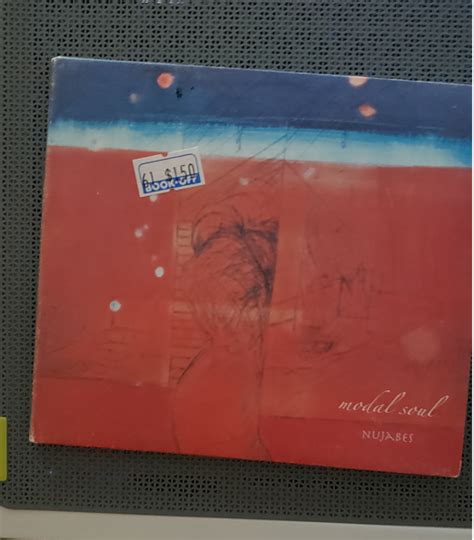 61 $150
BOOK-OFF
modal soul
NUJABES